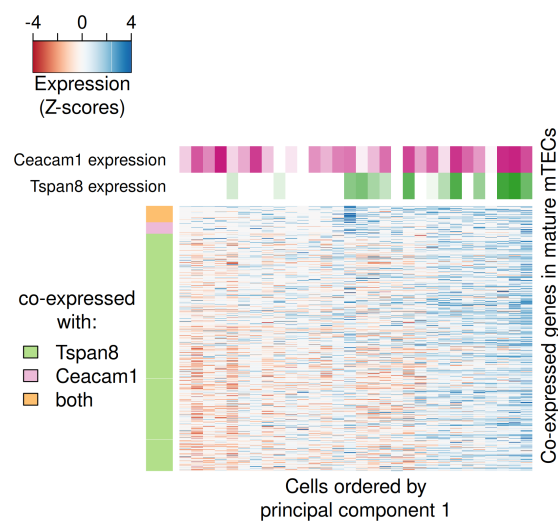 -4 0 4
Expression
(Z-scores)
Ceacam1 expression
Tspan8 expression
co-expressed
with:
Tspan8
Ceacam1
both
Co-expressed genes in mature mTECs
Cells ordered by
principal component 1